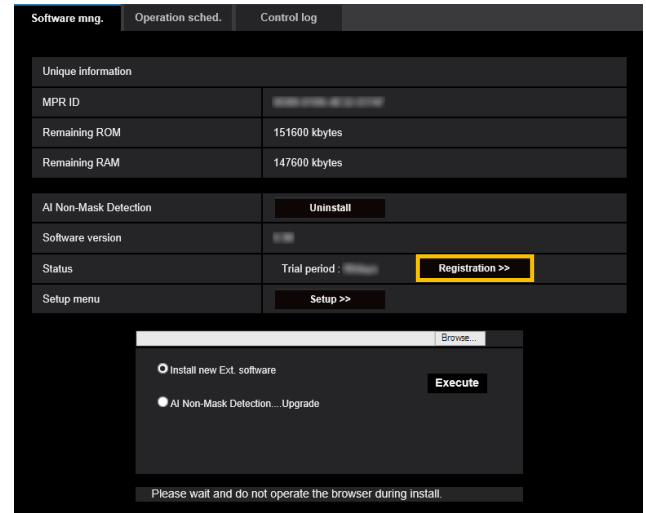 Software mng. Operation sched. Control log
Unique information
MPR ID
Remaining ROM 151600 kbytes
Remaining RAM 147600 kbytes
AI Non-Mask Detection Uninstall
Software version
Status Trial period : Registration >>
Setup menu Setup >>
Browse...
Install new Ext. software
Execute
AI Non-Mask Detection....Upgrade
Please wait and do not operate the browser during install.